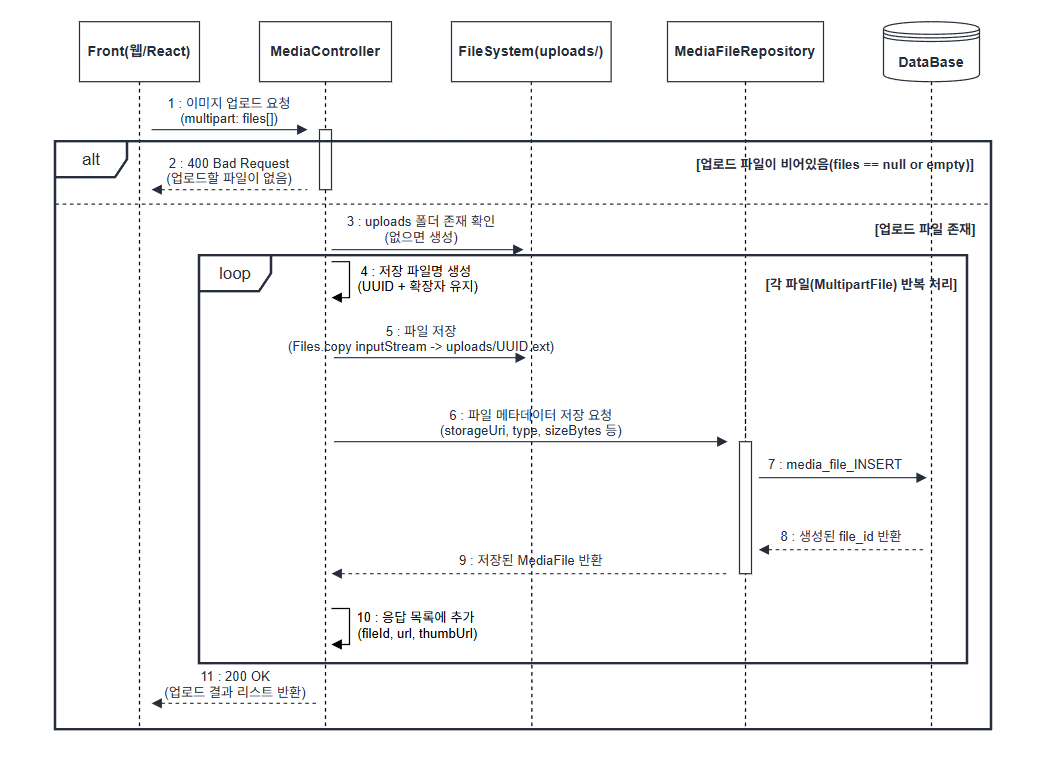 Front(웹/React)
MediaController
FileSystem(uploads/)
MediaFileRepository
DataBase
1 : 이미지 업로드 요청
(multipart: files[])
alt
[업로드 파일이 비어있음(files == null or empty)]
2 : 400 Bad Request
(업로드할 파일이 없음)
3 : uploads 폴더 존재 확인
(없으면 생성)
[업로드 파일 존재]
loop
4 : 저장 파일명 생성
(UUID + 확장자 유지)
[각 파일(MultipartFile) 반복 처리]
5 : 파일 저장
(Files.copy inputStream -> uploads/UUID.ext)
6 : 파일 메타데이터 저장 요청
(storageUri, type, sizeBytes 등)
7 : media_file_INSERT
8 : 생성된 file_id 반환
9 : 저장된 MediaFile 반환
10 : 응답 목록에 추가
(fileId, url, thumbUrl)
11 : 200 OK
(업로드 결과 리스트 반환)